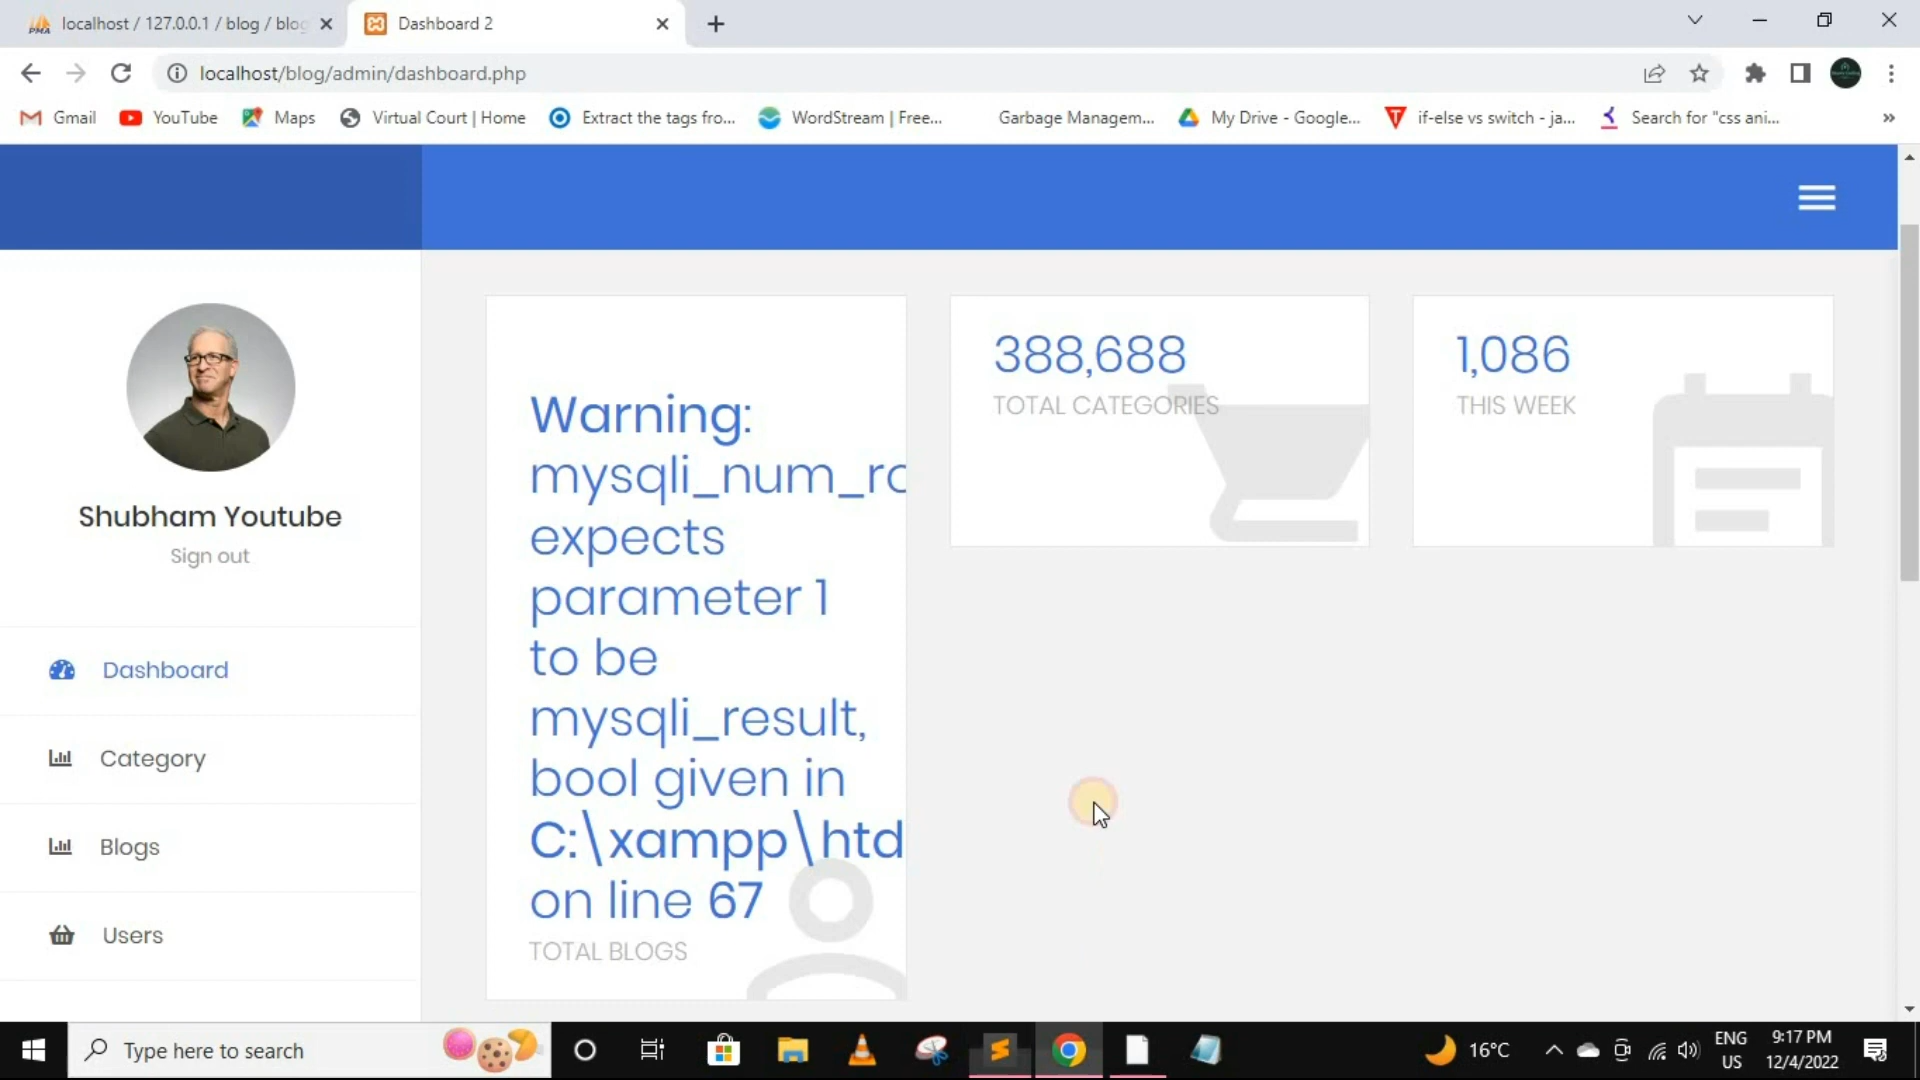 localhost / 127.0.0.1 / blog / blog
Dashboard 2
localhost/blog/admin/dashboard.php
Gmail
YouTube
Maps
Virtual Court | Home
Extract the tags fro...
WordStream | Free...
Garbage Managem...
My Drive - Google...
if-else vs switch - ja...
Search for "css ani...
»
Shubham Youtube
Sign out
Dashboard
Category
Blogs
Users
Warning:
mysqli_num_ro
expects
parameter 1
to be
mysqli_result,
bool given in
C:\xampp\htd
on line 67
TOTAL BLOGS
388,688
TOTAL CATEGORIES
1,086
THIS WEEK
Type here to search
16°C
ENG
US
9:17 PM
12/4/2022